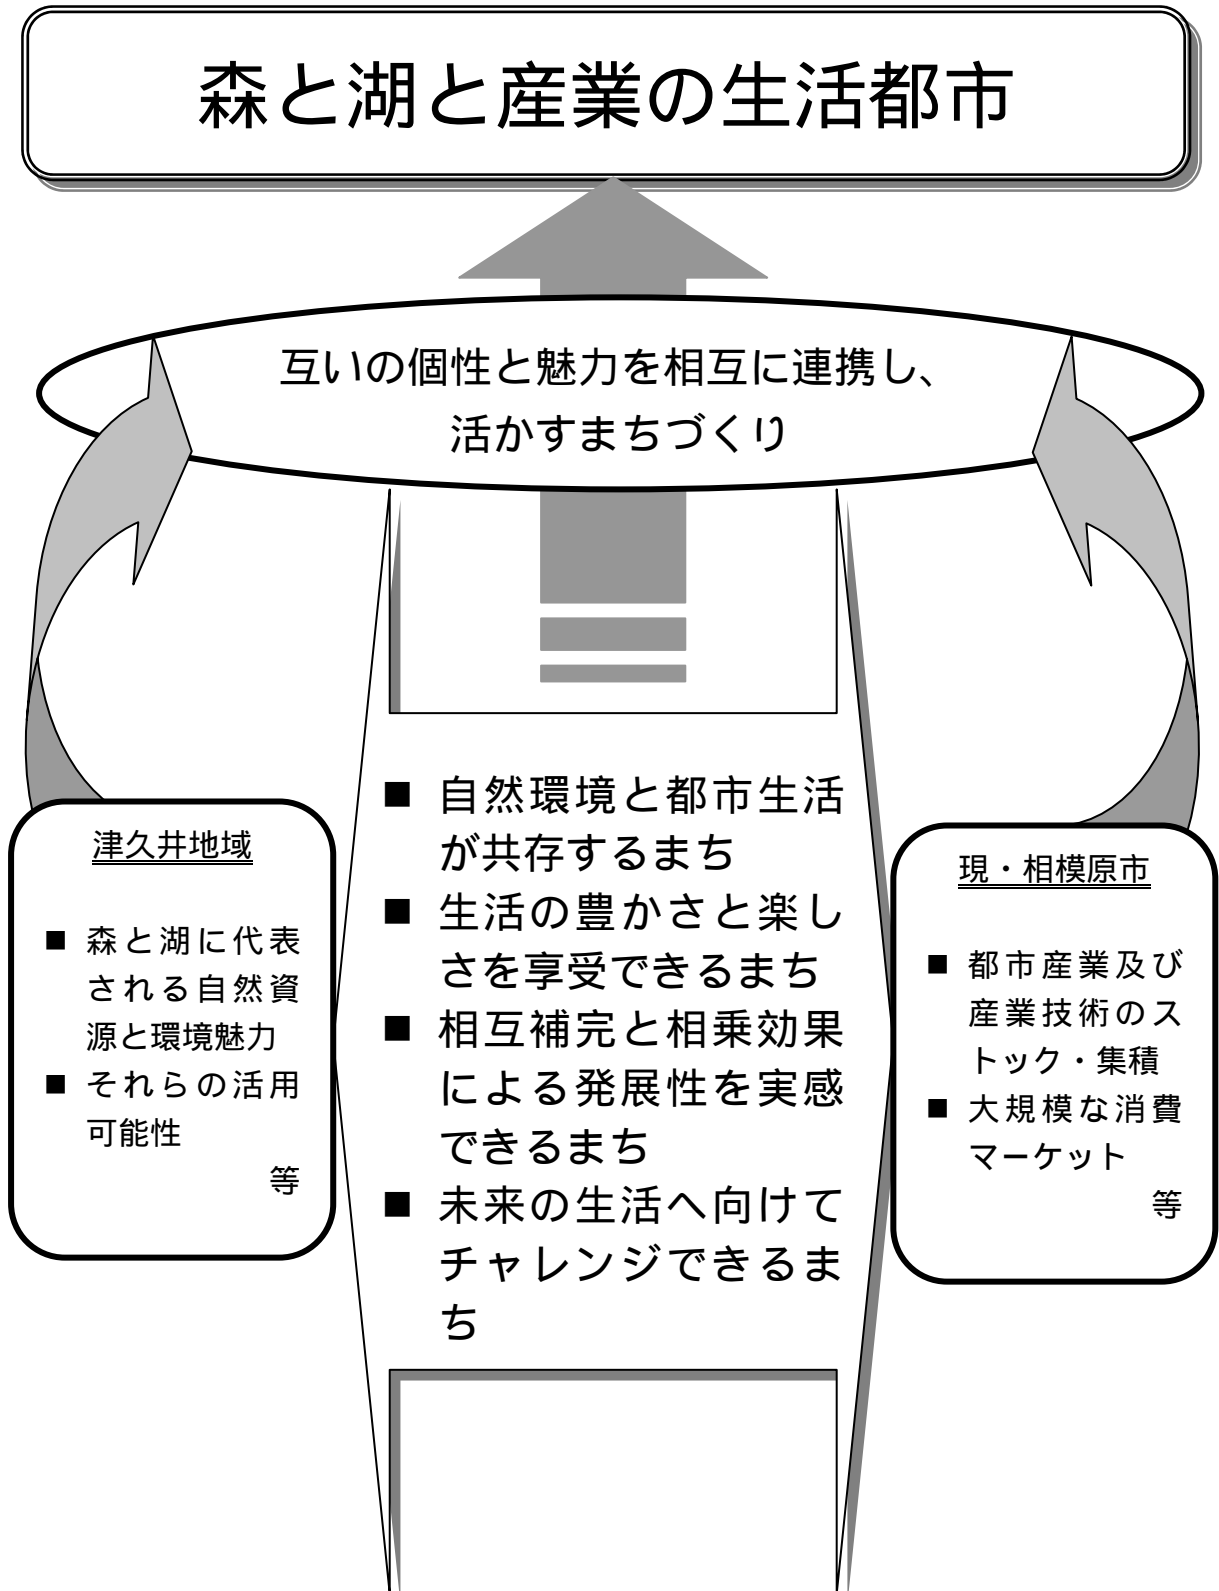 森と湖と産業の生活都市
互いの個性と魅力を相互に連携し、
活かすまちづくり
津久井地域
■ 森と湖に代表
される自然資
源と環境魅力
■ それらの活用
可能性
等
■ 自然環境と都市生活
が共存するまち
■ 生活の豊かさと楽し
さを享受できるまち
■ 相互補完と相乗効果
による発展性を実感
できるまち
■ 未来の生活へ向けて
チャレンジできるま
ち
現・相模原市
■ 都市産業及び
産業技術のス
トック・集積
■ 大規模な消費
マーケット
等